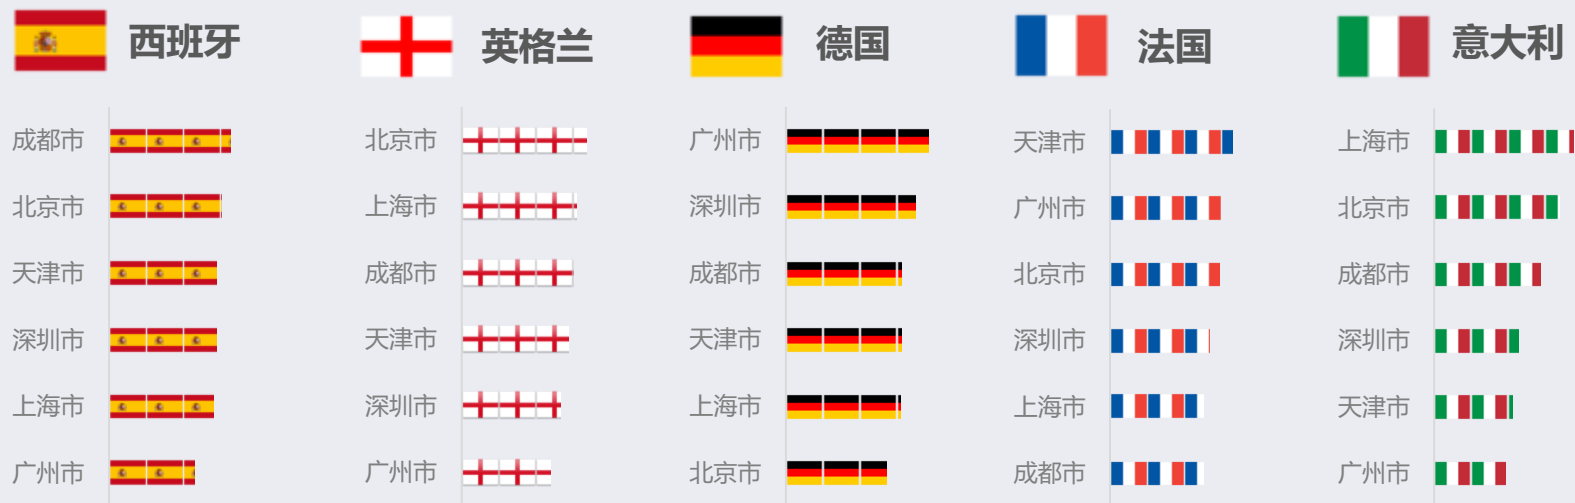 西班牙
英格兰
德国
法国
意大利
成都市
北京市
天津市
深圳市
上海市
广州市
北京市
上海市
成都市
天津市
深圳市
广州市
广州市
深圳市
成都市
天津市
上海市
北京市
天津市
广州市
北京市
深圳市
上海市
成都市
上海市
北京市
成都市
深圳市
天津市
广州市